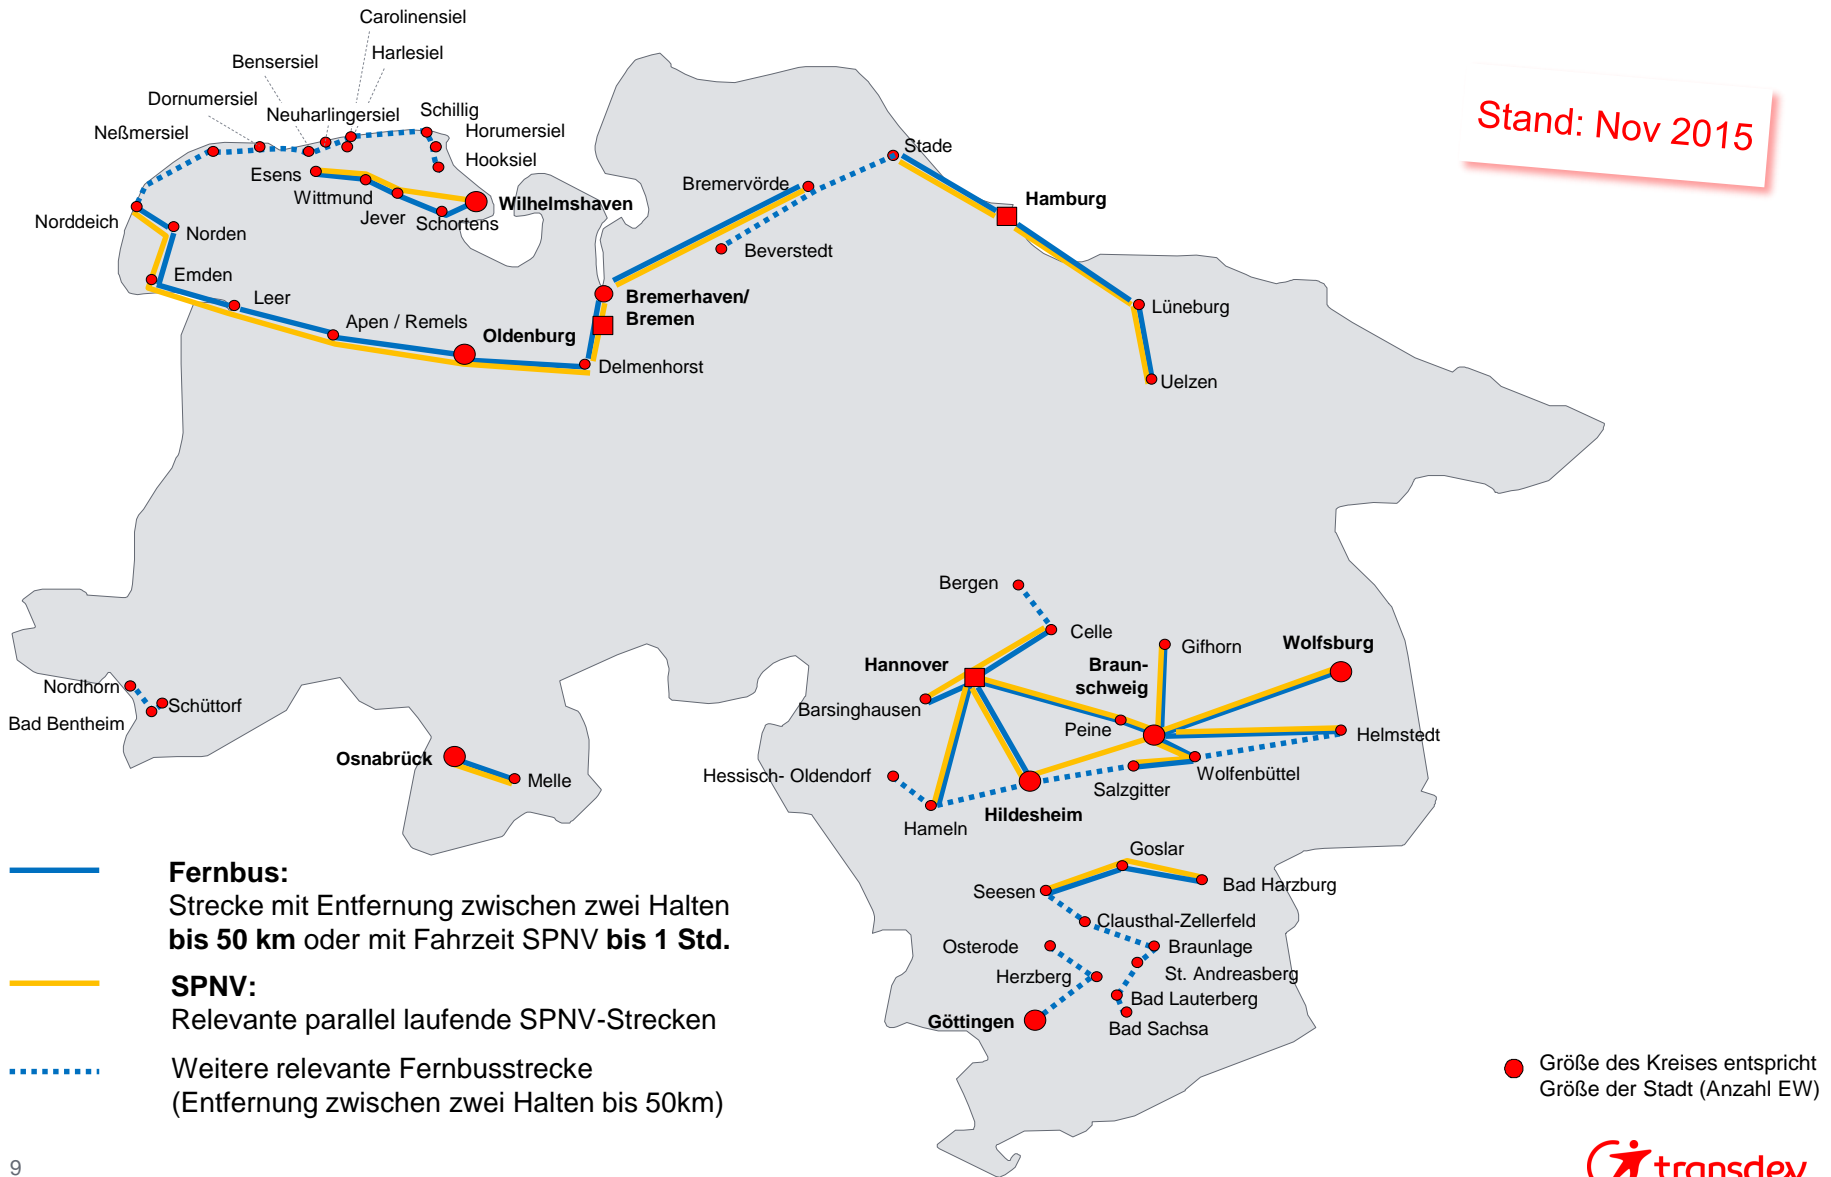 Carolinensiel
Harlesiel
Bensersiel
Dornumersiel
Neuharlingersiel
Schillig
Neßmersiel
Horumersiel
Hooksiel
Stand: Nov 2015
Stade
Esens
Bremervörde
Wittmund
Wilhelmshaven
Hamburg
Jever
Schortens
Norddeich
Norden
Beverstedt
Emden
Leer
Bremerhaven/
Bremen
Lüneburg
Apen / Remels
Oldenburg
Delmenhorst
Uelzen
Bergen
Celle
Gifhorn
Wolfsburg
Hannover
Braun-
schweig
Nordhorn
Schüttorf
Bad Bentheim
Barsinghausen
Peine
Helmstedt
Osnabrück
Melle
Hessisch- Oldendorf
Salzgitter
Wolfenbüttel
Hildesheim
Hameln
Goslar
Seesen
Bad Harzburg
Clausthal-Zellerfeld
Osterode
Braunlage
Herzberg
St. Andreasberg
Bad Lauterberg
Göttingen
Bad Sachsa
Fernbus:
Strecke mit Entfernung zwischen zwei Halten
bis 50 km oder mit Fahrzeit SPNV bis 1 Std.
SPNV:
Relevante parallel laufende SPNV-Strecken
Weitere relevante Fernbusstrecke
(Entfernung zwischen zwei Halten bis 50km)
Größe des Kreises entspricht
Größe der Stadt (Anzahl EW)
9
transdev